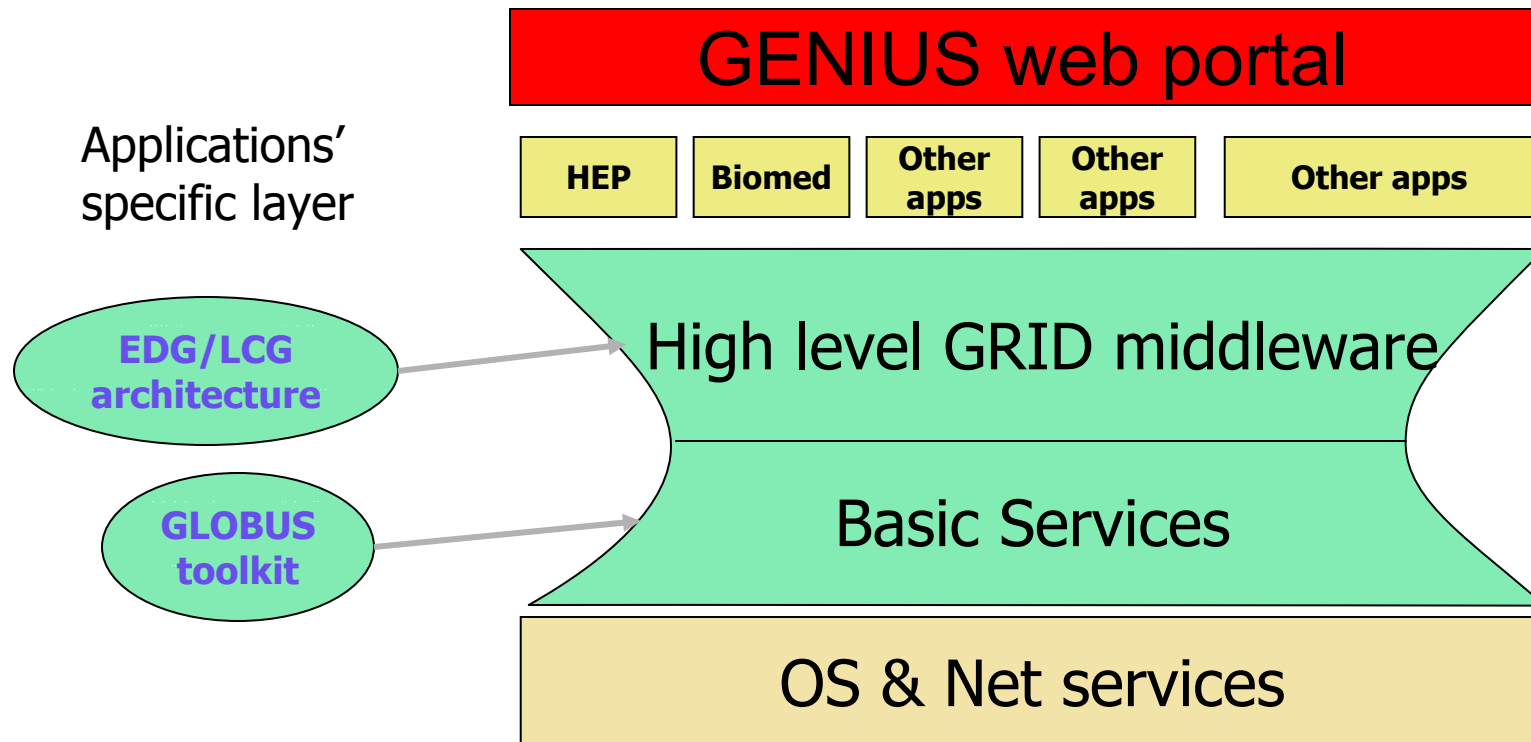 GENIUS web portal
Applications’
specific layer
HEP
Biomed
Other
apps
Other
apps
Other apps
EDG/LCG
architecture
High level GRID middleware
GLOBUS
toolkit
Basic Services
OS & Net services